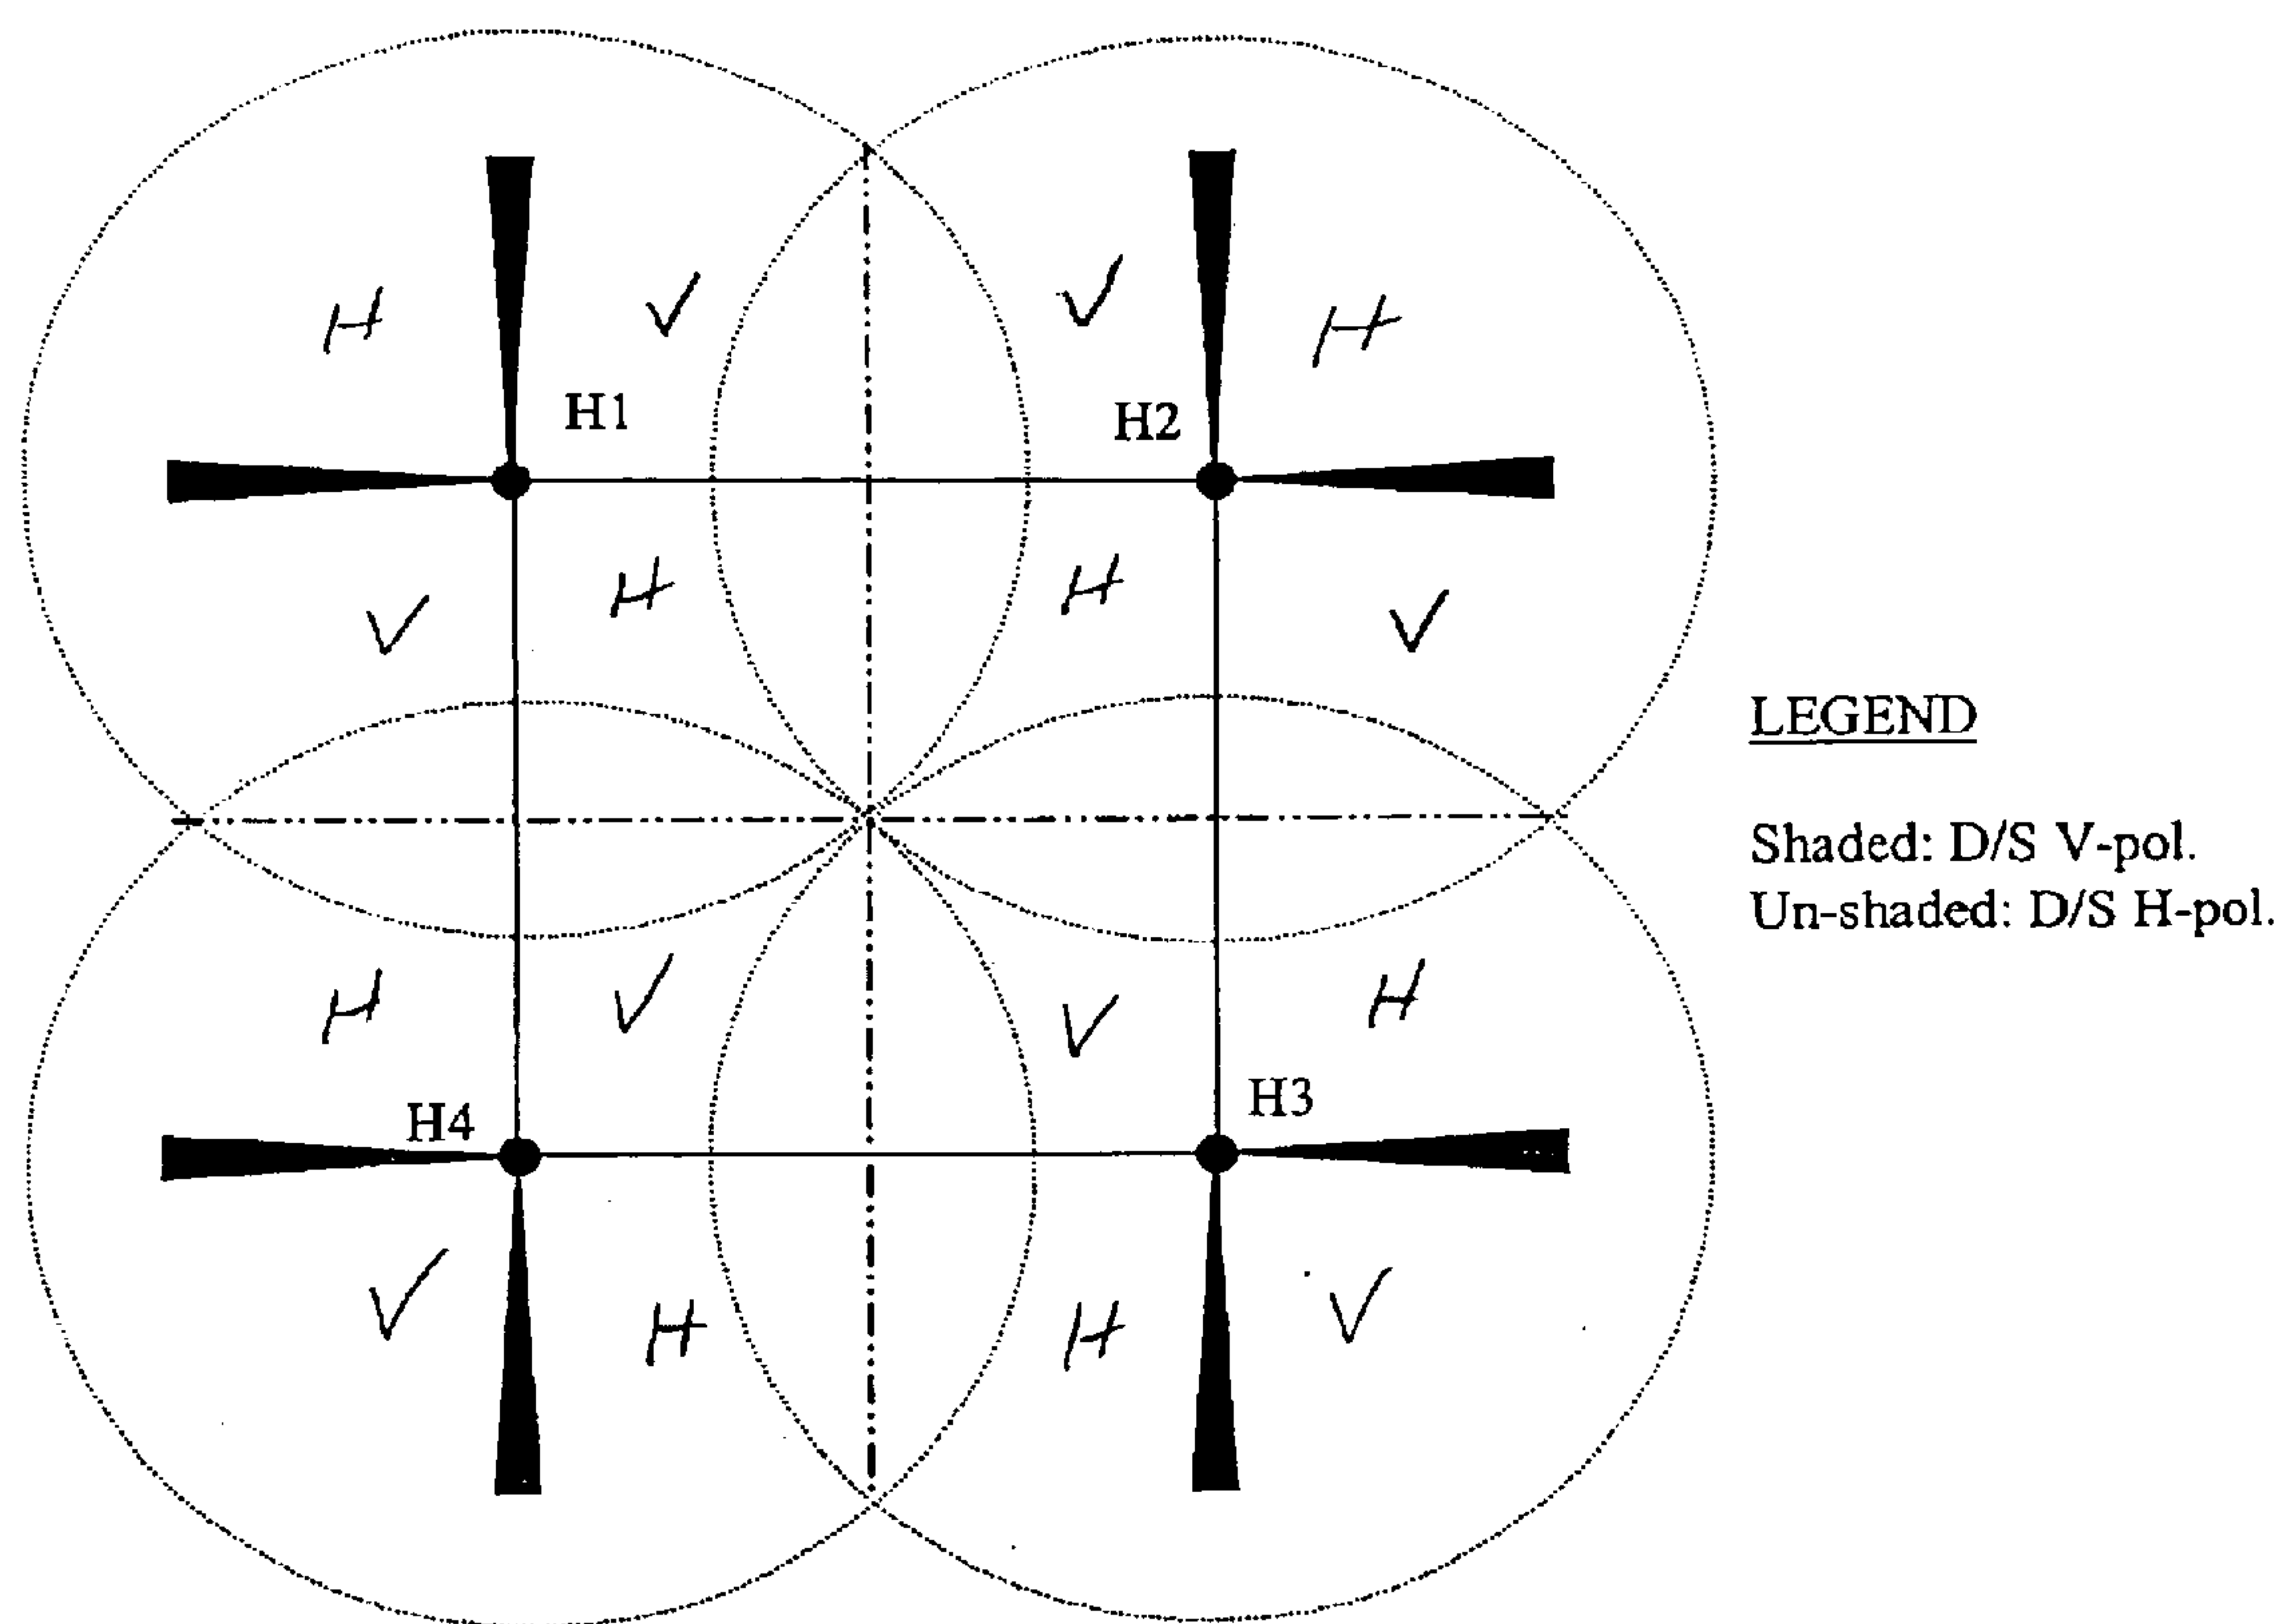 H V V H
H1 H2
V H H V
LEGEND
Shaded: D/S V-pol.
Un-shaded: D/S H-pol.
H V V H
H4 H3
V H H V